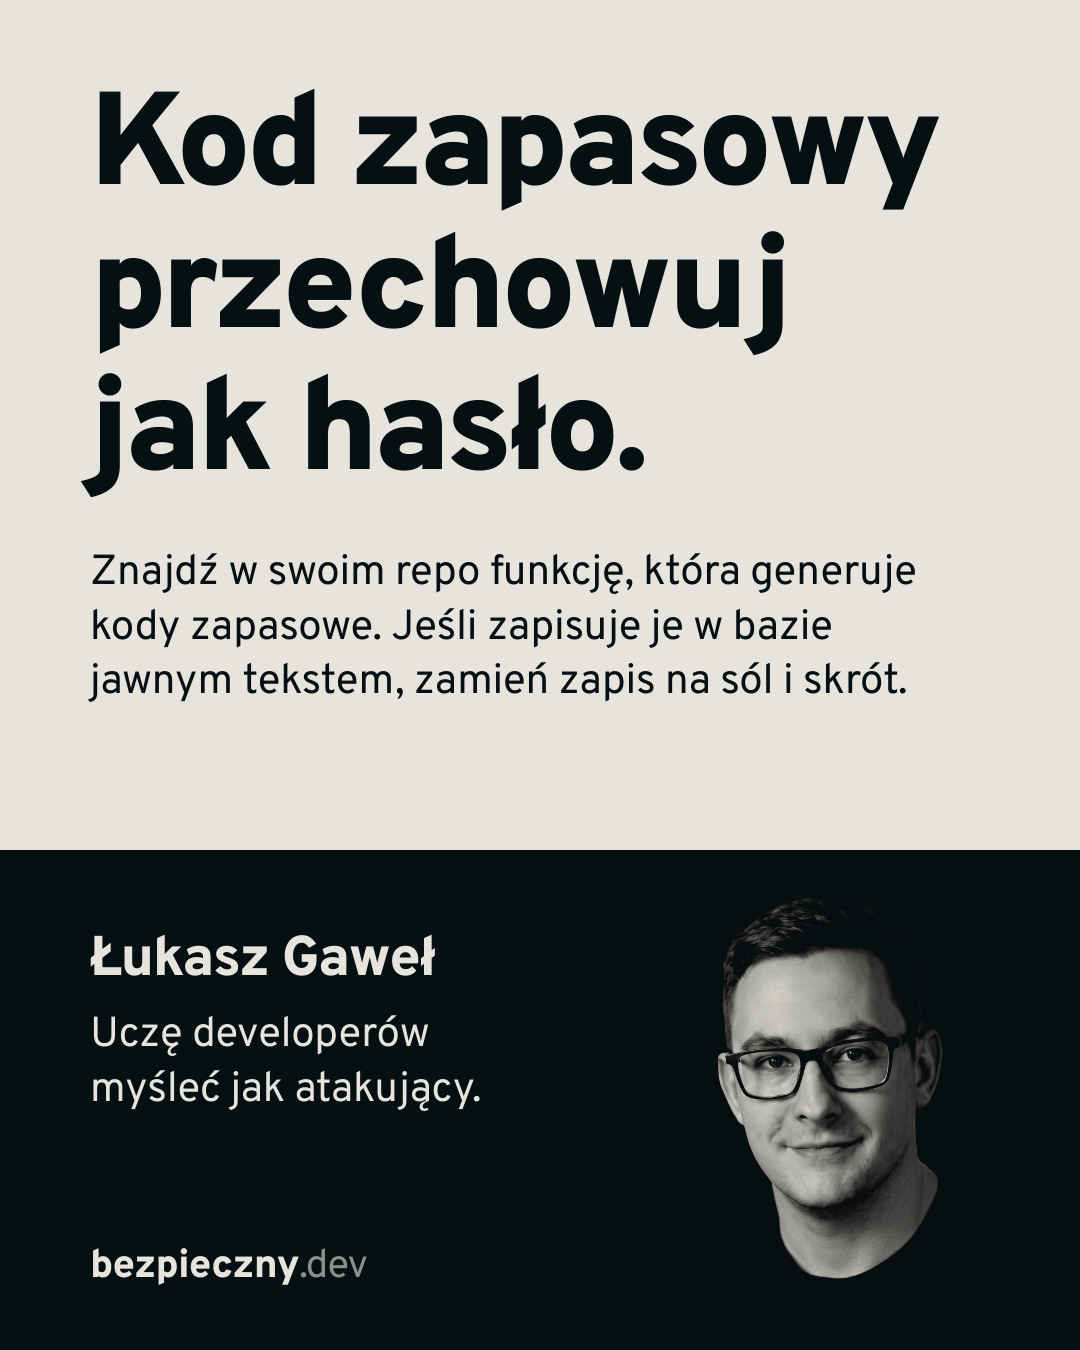 Kod zapasowy
przechowuj
jak hasło.
Znajdź w swoim repo funkcję, która generuje
kody zapasowe. Jeśli zapisuje je w bazie
jawnym tekstem, zamień zapis na sól i skrót.
Łukasz Gaweł
Uczę developerów
myśleć jak atakujący.
bezpieczny.dev